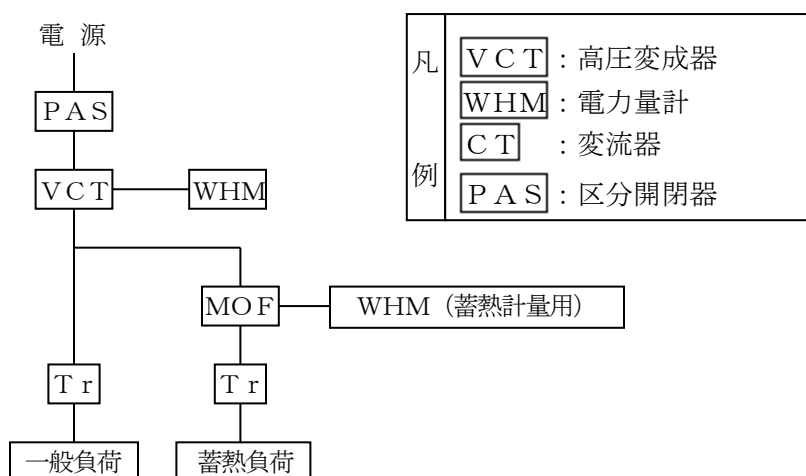 電 源
PAS
VCT
WHM
MOF
WHM（蓄熱計量用）
Tr
Tr
一般負荷
蓄熱負荷
凡
例
VCT：高圧変成器
WHM：電力量計
CT：変流器
PAS：区分開閉器